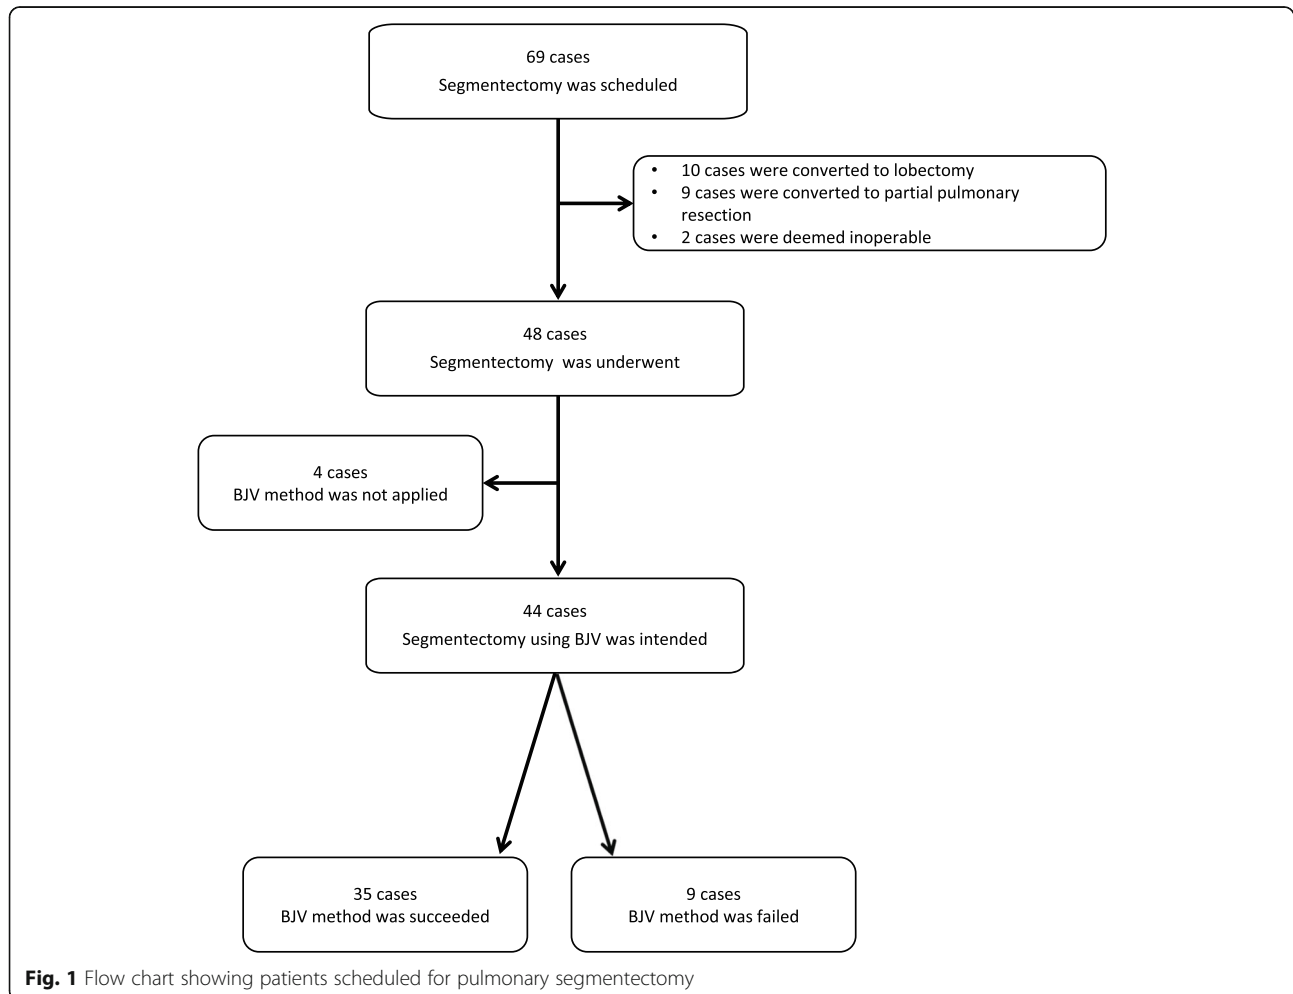 69 cases
Segmentectomy was scheduled
• 10 cases were converted to lobectomy
• 9 cases were converted to partial pulmonary
resection
• 2 cases were deemed inoperable
48 cases
Segmentectomy  was underwent
4 cases
BJV method was not applied
44 cases
Segmentectomy using BJV was intended
35 cases
BJV method was succeeded
9 cases
BJV method was failed
Fig. 1 Flow chart showing patients scheduled for pulmonary segmentectomy